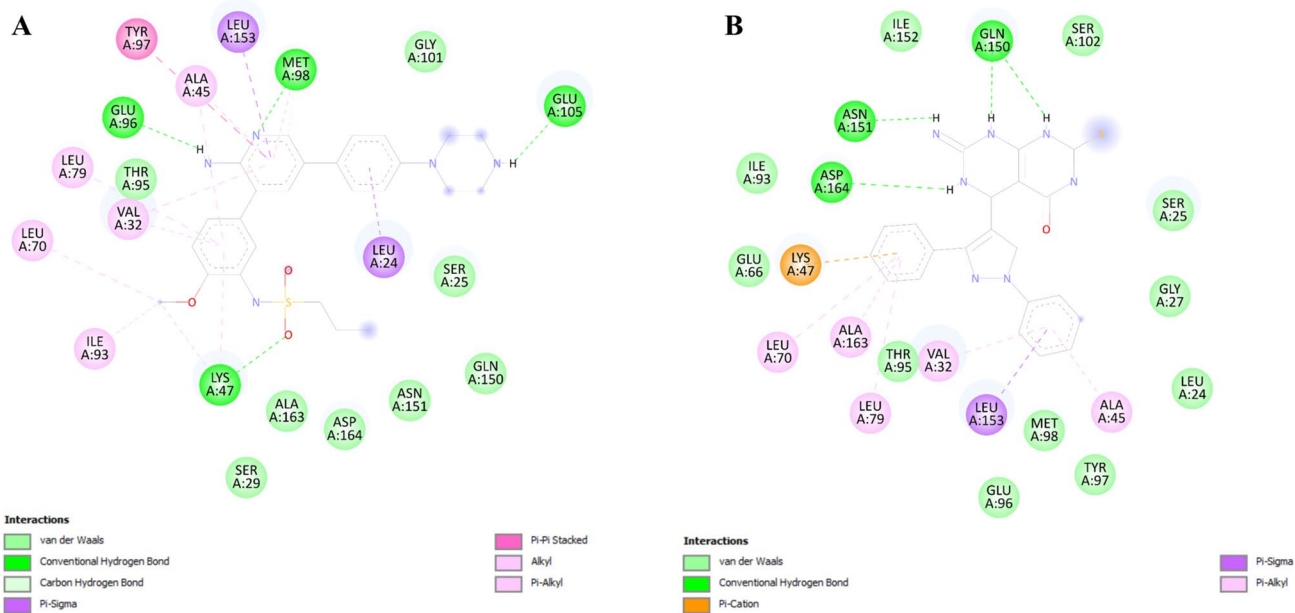 A
TYR
A:97
LEU
A:153
MET
A:98
GLY
A:101
ALA
A:45
GLU
A:105
GLU
A:96
H
N
N
LEU
A:79
THR
A:95
N
N
H
VAL
A:32
LEU
A:70
LEU
A:24
SER
A:25
O
O
N
S
O
ILE
A:93
LYS
A:47
GLN
A:150
ASN
A:151
ALA
A:163
ASP
A:164
SER
A:29
Interactions
van der Waals
Conventional Hydrogen Bond
Carbon Hydrogen Bond
Pi-Sigma
Pi-Pi Stacked
Alkyl
Pi-Alkyl
B
ILE
A:152
GLN
A:150
SER
A:102
ASN
A:151
H
H
H
N
N
N
S
ILE
A:93
ASP
A:164
H
N
N
N
O
SER
A:25
GLU
A:66
LYS
A:47
N
N
GLY
A:27
LEU
A:70
ALA
A:163
THR
A:95
VAL
A:32
LEU
A:24
LEU
A:79
LEU
A:153
MET
A:98
ALA
A:45
TYR
A:97
GLU
A:96
Interactions
van der Waals
Conventional Hydrogen Bond
Pi-Cation
Pi-Sigma
Pi-Alkyl